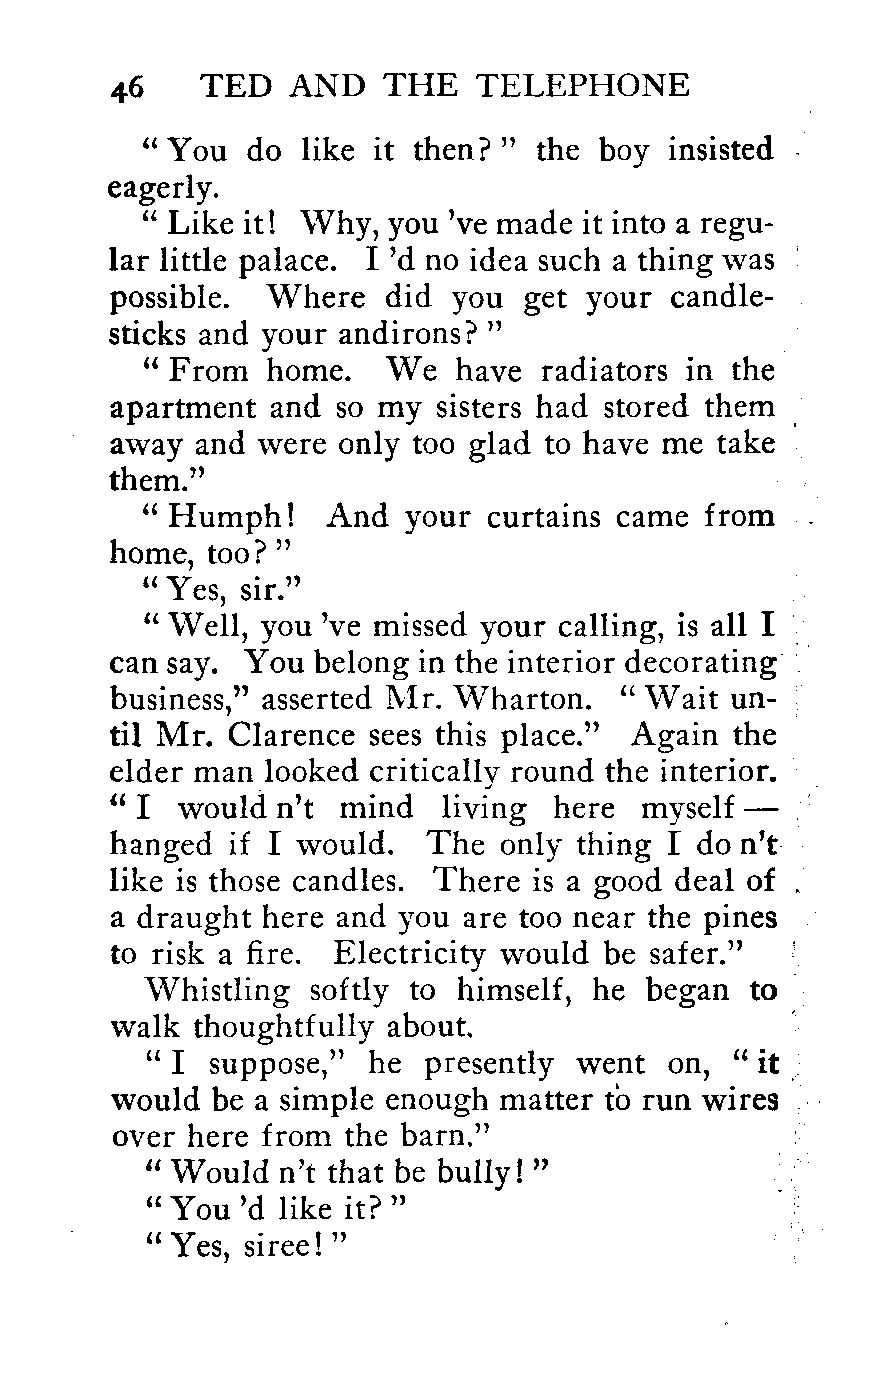 46 TED AND THE TELEPHONE
“ You do like it then? ” the boy insisted
eagerly.
“ Like it! Why, you ’ve made it into a regu-
lar little palace. I ’d no idea such a thing was
possible. Where did you get your candle-
sticks and your andirons? ”
“ From home. We have radiators in the
apartment and so my sisters had stored them
away and were only too glad to have me take
them.”
“ Humph! And your curtains came from
home, too? ”
“ Yes, sir.”
“ Well, you ’ve missed your calling, is all I
can say. You belong in the interior decorating
business,” asserted Mr. Wharton. “ Wait un-
til Mr. Clarence sees this place.” Again the
elder man looked critically round the interior.
“ I would n’t mind living here myself —
hanged if I would. The only thing I do n’t
like is those candles. There is a good deal of
a draught here and you are too near the pines
to risk a fire. Electricity would be safer.”
Whistling softly to himself, he began to
walk thoughtfully about.
“ I suppose,” he presently went on, “ it
would be a simple enough matter to run wires
over here from the barn.”
“ Would n’t that be bully! ”
“ You ’d like it? ”
“ Yes, siree! ”